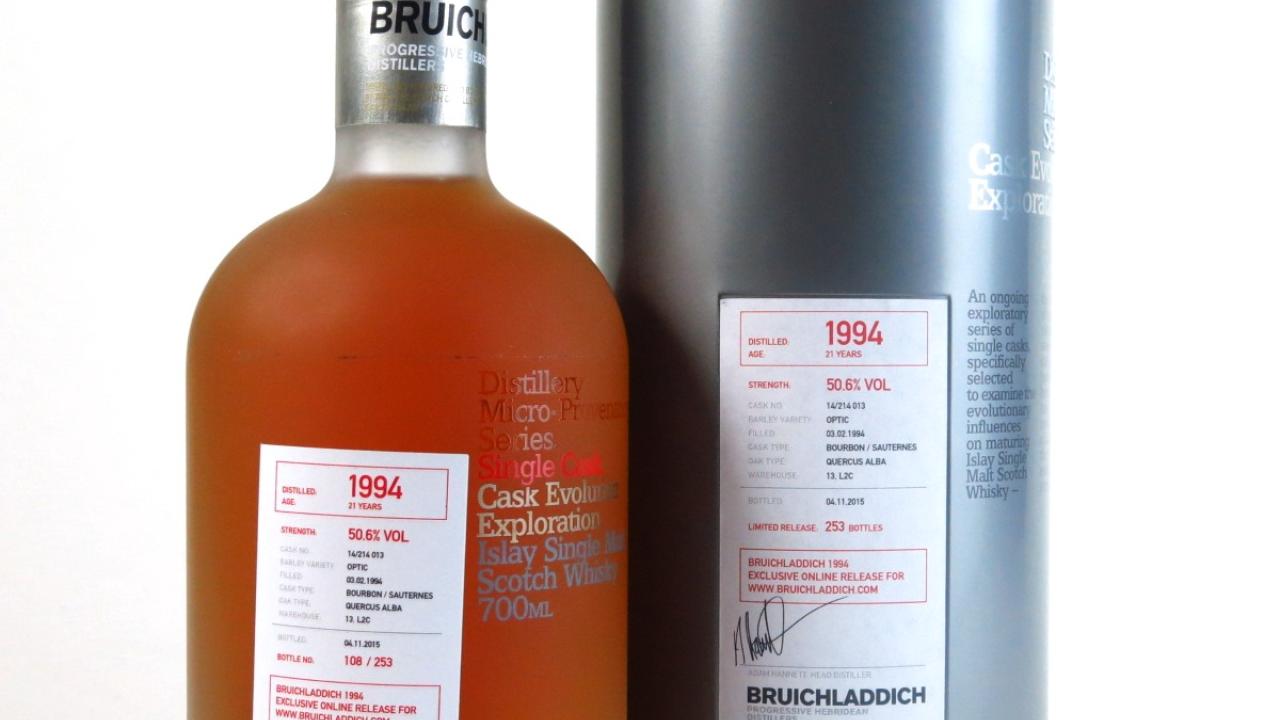 BRUICH
PROGRESSIVE HEBR
DISTILLERS
Distillery
Micro-Provenance
Series.
Single Cask
Cask Evolution
Exploration
Islay Single Malt
Scotch Whisky
700ML
DISTILLED: 1994
AGE: 21 YEARS
STRENGTH: 50.6% VOL
CASK NO. 14/214 013
BARLEY VARIETY OPTIC
FILLED 03.02.1994
CASK TYPE: BOURBON / SAUTERNES
OAK TYPE: QUERCUS ALBA
WAREHOUSE: 13, L2C
BOTTLED: 04.11.2015
BOTTLE NO. 108 / 253
BRUICHLADDICH 1994
EXCLUSIVE ONLINE RELEASE FOR
WWW.BRUICHLADDICH.COM
Cask Evo
Explorat
An ongoing
exploratory
series of
single casks,
specifically
selected
to examine the
evolutionary
influences
on maturing
Islay Single
Malt Scotch
Whisky –
DISTILLED: 1994
AGE: 21 YEARS
STRENGTH: 50.6% VOL
CASK NO 14/214 013
BARLEY VARIETY: OPTIC
FILLED: 03.02.1994
CASK TYPE: BOURBON / SAUTERNES
OAK TYPE: QUERCUS ALBA
WAREHOUSE: 13, L2C
BOTTLED: 04.11.2015
LIMITED RELEASE: 253 BOTTLES
BRUICHLADDICH 1994
EXCLUSIVE ONLINE RELEASE FOR
WWW.BRUICHLADDICH.COM
ADAM HANNETT, HEAD DISTILLER
BRUICHLADDICH
PROGRESSIVE HEBRIDEAN
DISTILLERS